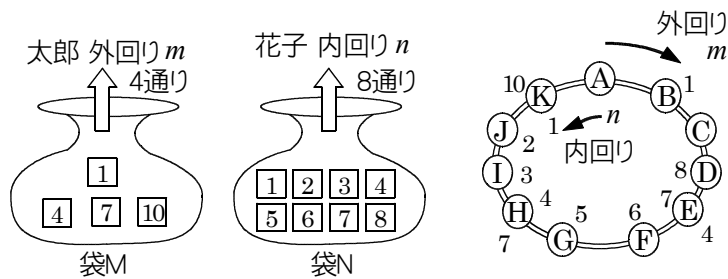 太郎 外回り m
4通り
1
4 7 10
袋M
花子 内回り n
8通り
1 2 3 4
5 6 7 8
袋N
外回り
m
A
B 1
C
D 8
E 7
4
F 6
G 5
H 4
7
I 3
J 2
K 1
10
n
内回り